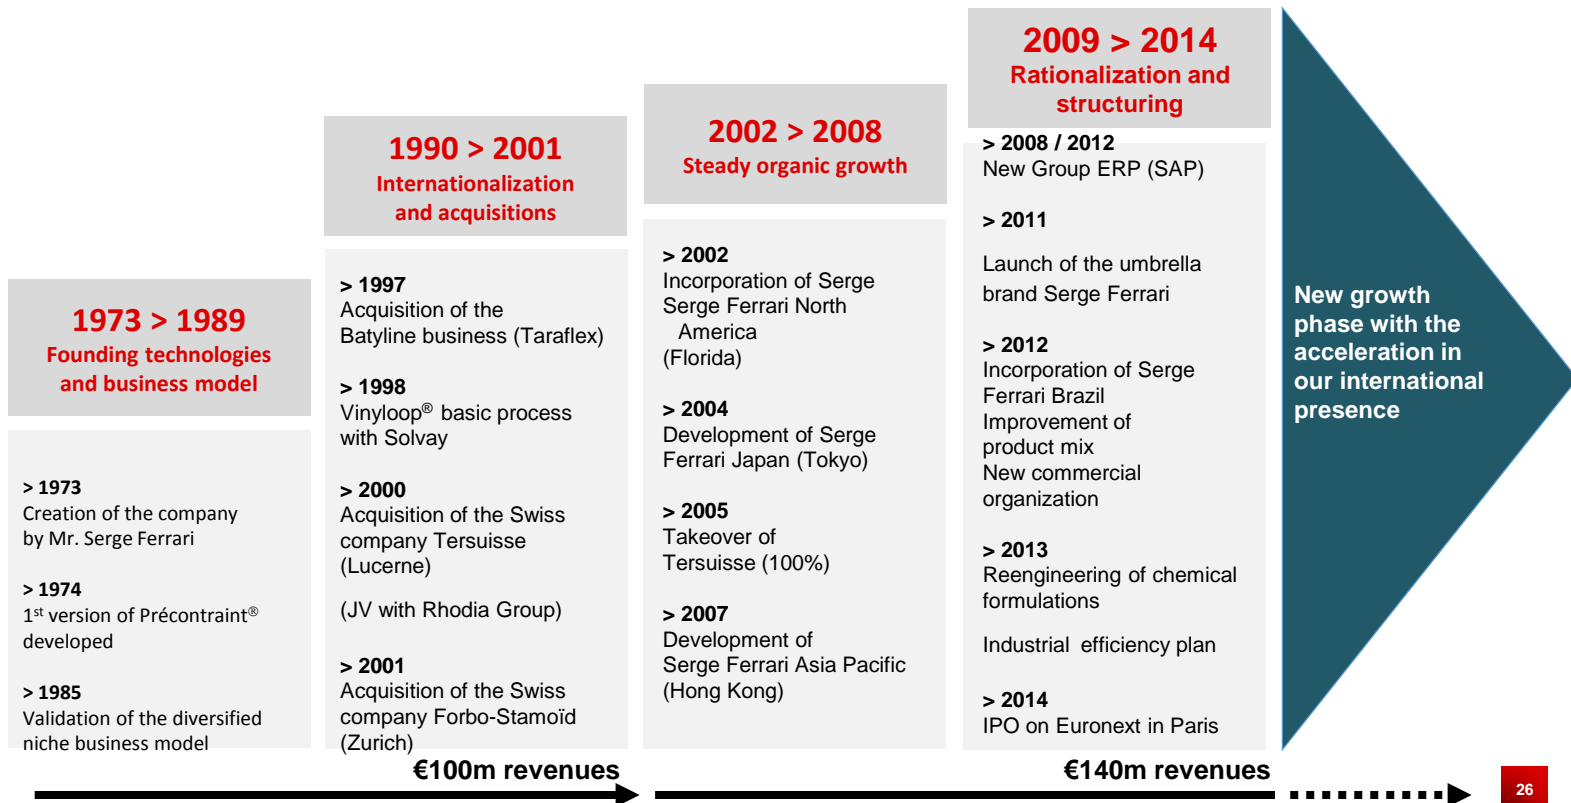 1973 > 1989
Founding technologies
and business model
> 1973
Creation of the company
by Mr. Serge Ferrari
> 1974
1st version of Précontraint®
developed
> 1985
Validation of the diversified
niche business model
1990 > 2001
Internationalization
and acquisitions
> 1997
Acquisition of the
Batyline business (Taraflex)
> 1998
Vinyloop® basic process
with Solvay
> 2000
Acquisition of the Swiss
company Tersuisse
(Lucerne)
(JV with Rhodia Group)
> 2001
Acquisition of the Swiss
company Forbo-Stamoïd
(Zurich)
€100m revenues
2002 > 2008
Steady organic growth
> 2002
Incorporation of Serge
Serge Ferrari North
America
(Florida)
> 2004
Development of Serge
Ferrari Japan (Tokyo)
> 2005
Takeover of
Tersuisse (100%)
> 2007
Development of
Serge Ferrari Asia Pacific
(Hong Kong)
2009 > 2014
Rationalization and
structuring
> 2008 / 2012
New Group ERP (SAP)
> 2011
Launch of the umbrella
brand Serge Ferrari
> 2012
Incorporation of Serge
Ferrari Brazil
Improvement of
product mix
New commercial
organization
> 2013
Reengineering of chemical
formulations
Industrial efficiency plan
> 2014
IPO on Euronext in Paris
€140m revenues
New growth
phase with the
acceleration in
our international
presence
26